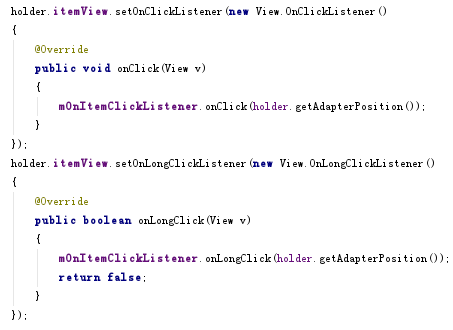 holder.itemView.setOnClickListener(new View.OnClickListener()
{
    @Override
    public void onClick(View v)
    {
        mOnItemClickListener.onClick(holder.getAdapterPosition());
    }
});
holder.itemView.setOnLongClickListener(new View.OnLongClickListener()
{
    @Override
    public boolean onLongClick(View v)
    {
        mOnItemClickListener.onLongClick(holder.getAdapterPosition());
        return false;
    }
});